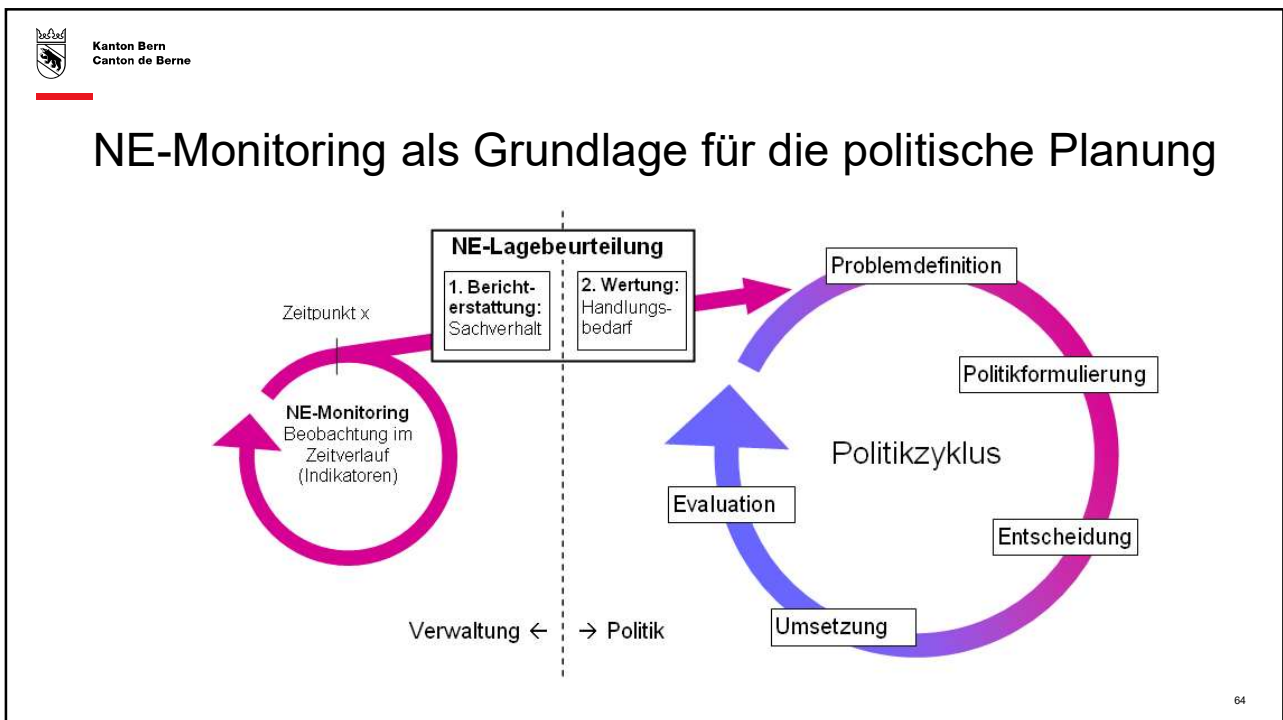 Kanton Bern
Canton de Berne
NE-Monitoring als Grundlage für die politische Planung
NE-Lagebeurteilung
1. Bericht-
erstattung:
Sachverhalt
2. Wertung:
Handlungs-
bedarf
Zeitpunkt x
NE-Monitoring
Beobachtung im
Zeitverlauf
(Indikatoren)
Problemdefinition
Politikformulierung
Politikzyklus
Evaluation
Entscheidung
Umsetzung
Verwaltung ← → Politik
64